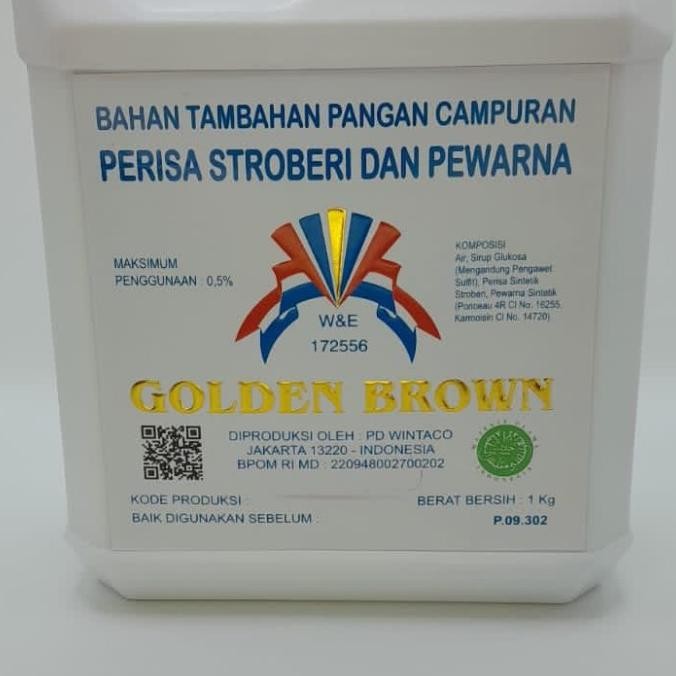 BAHAN TAMBAHAN PANGAN CAMPURAN
PERISA STROBERI DAN PEWARNA
MAKSIMUM
PENGGUNAAN : 0,5%
KOMPOSISI
Air, Sirup Glukosa
(Mengandung Pengawet
Sulfit), Perisa Sintetik
Stroberi, Pewarna Sintatik
(Ponceau 4R CI No. 16255,
Karmoisin CI No. 14720)
W&E
172556
GOLDEN BROWN
DIPRODUKSI OLEH : PD WINTACO
JAKARTA 13220 - INDONESIA
BPOM RI MD : 220948002700202
KODE PRODUKSI :
BERAT BERSIH : 1 Kg
BAIK DIGUNAKAN SEBELUM :
P.09.302